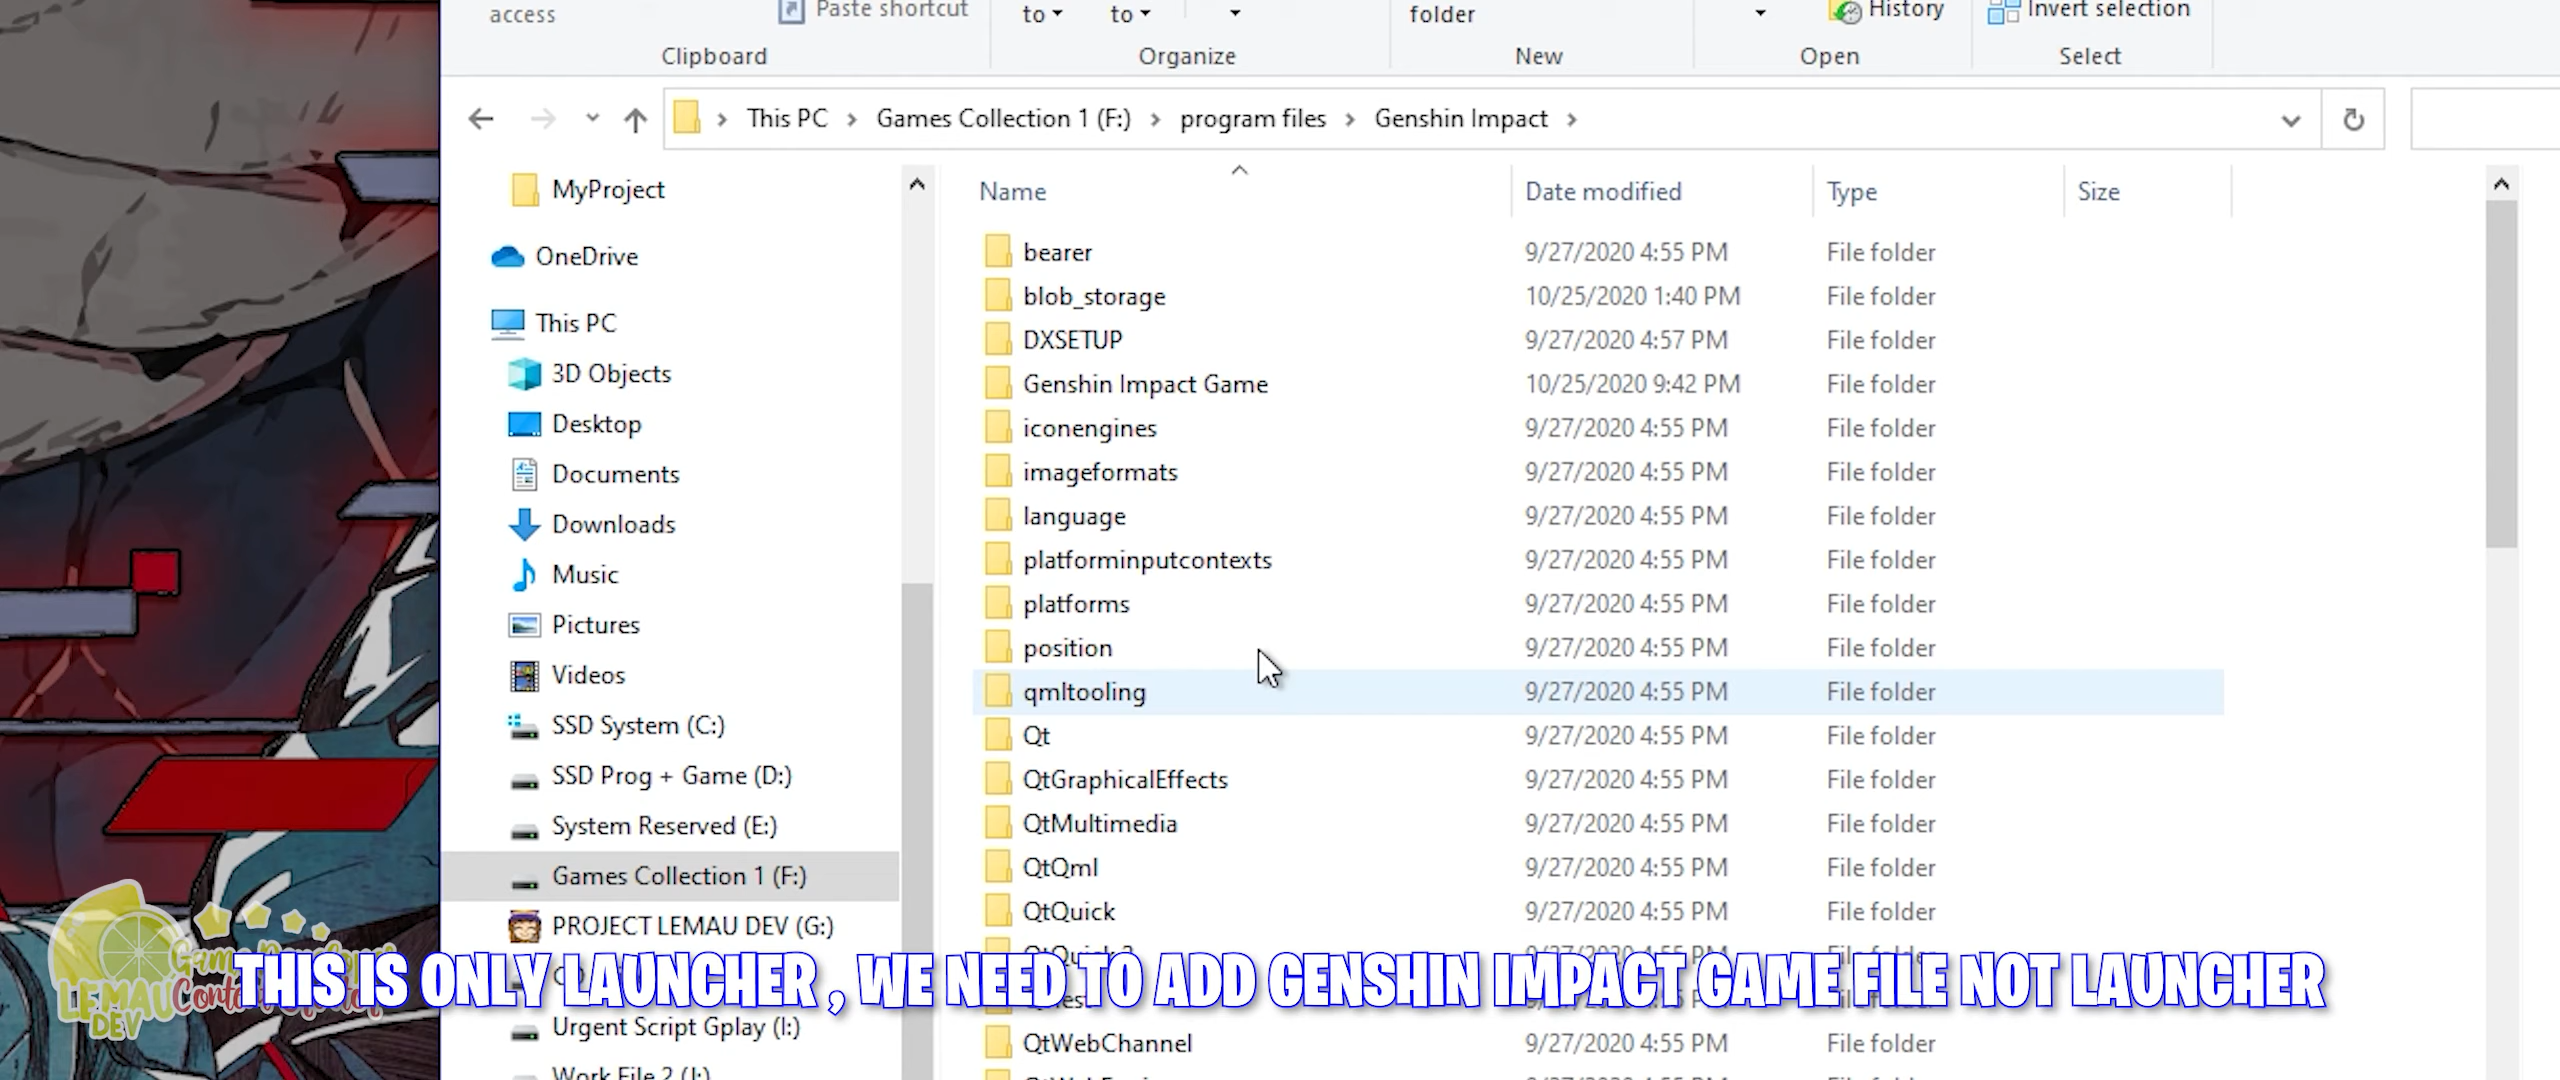 access
Paste shortcut
to
to
folder
History
Invert selection
Clipboard
Organize
New
Open
Select
This PC
Games Collection 1 (F:)
program files
Genshin Impact
MyProject
OneDrive
This PC
3D Objects
Desktop
Documents
Downloads
Music
Pictures
Videos
SSD System (C:)
SSD Prog + Game (D:)
System Reserved (E:)
Games Collection 1 (F:)
PROJECT LEMAU DEV (G:)
Urgent Script Gplay (I:)
Work File 2 (J:)
Name Date modified Type Size
bearer 9/27/2020 4:55 PM File folder
blob_storage 10/25/2020 1:40 PM File folder
DXSETUP 9/27/2020 4:57 PM File folder
Genshin Impact Game 10/25/2020 9:42 PM File folder
iconengines 9/27/2020 4:55 PM File folder
imageformats 9/27/2020 4:55 PM File folder
language 9/27/2020 4:55 PM File folder
platforminputcontexts 9/27/2020 4:55 PM File folder
platforms 9/27/2020 4:55 PM File folder
position 9/27/2020 4:55 PM File folder
qmltooling 9/27/2020 4:55 PM File folder
Qt 9/27/2020 4:55 PM File folder
QtGraphicalEffects 9/27/2020 4:55 PM File folder
QtMultimedia 9/27/2020 4:55 PM File folder
QtQml 9/27/2020 4:55 PM File folder
QtQuick 9/27/2020 4:55 PM File folder
QtWebChannel 9/27/2020 4:55 PM File folder
LEMAU
DEV
THIS IS ONLY LAUNCHER , WE NEED TO ADD GENSHIN IMPACT GAME FILE NOT LAUNCHER